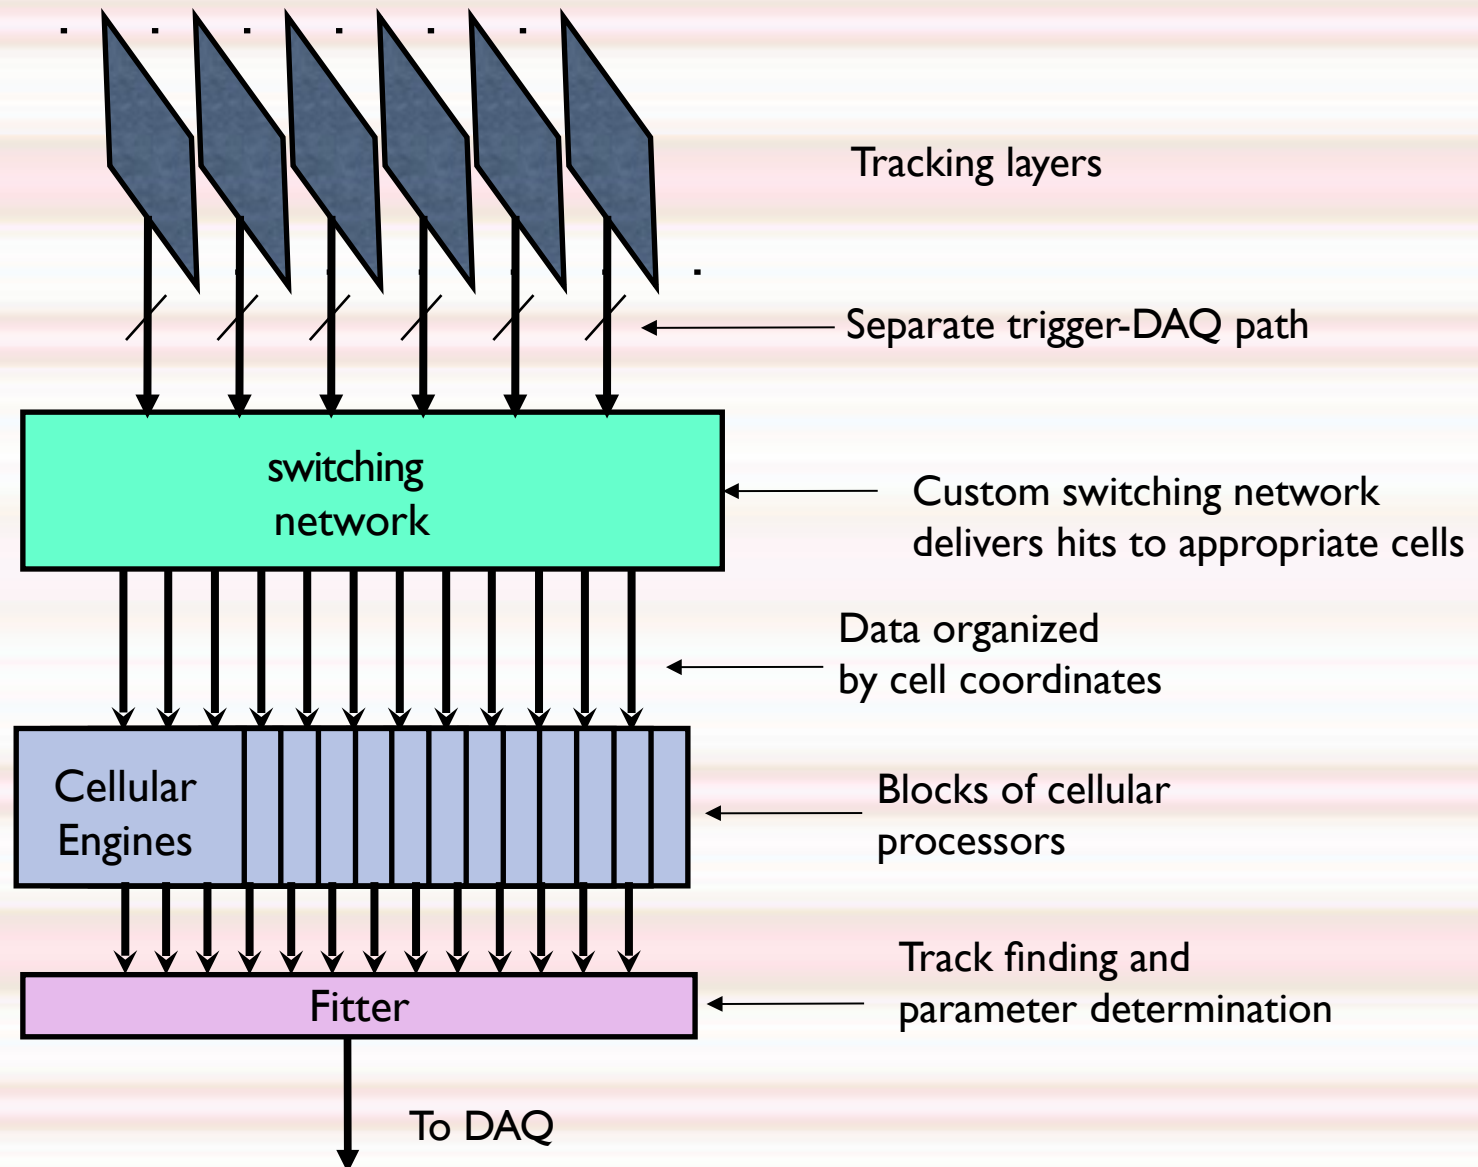 Tracking layers
Separate trigger-DAQ path
switching
network
Custom switching network
delivers hits to appropriate cells
Data organized
by cell coordinates
Cellular
Engines
Blocks of cellular
processors
Track finding and
parameter determination
Fitter
To DAQ